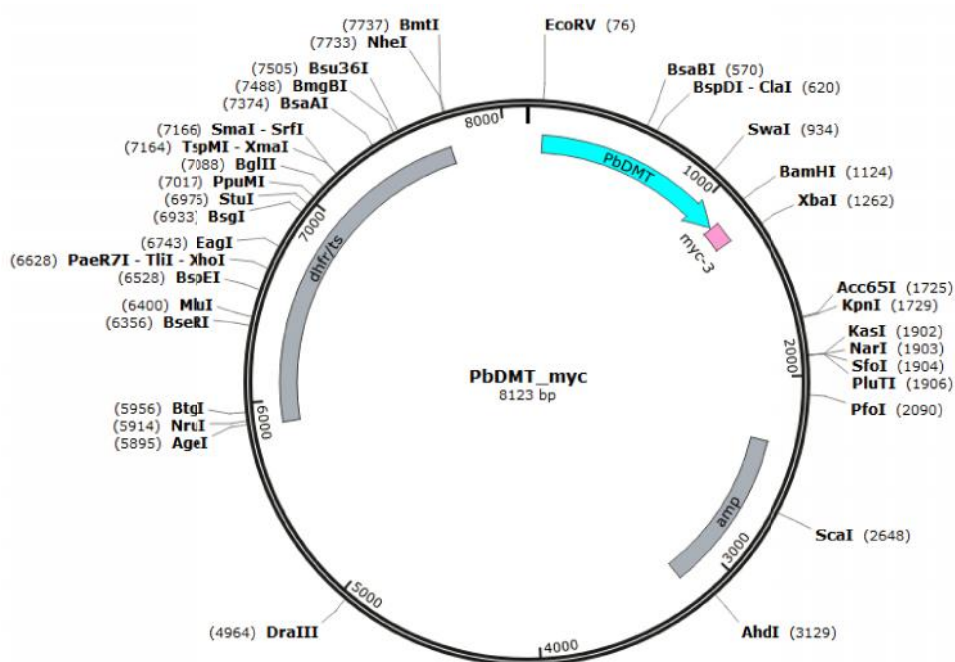 (7737) BmtI
(7733) NheI
(7505) Bsu36I
(7488) BmgBI
(7374) BsaAI
(7166) SmaI - SrfI
(7164) TspMI - XmaI
(7088) BglII
(7017) PpuMI
(6975) StuI
(6933) BsgI
(6743) EagI
(6628) PaeR7I - TliI - XhoI
(6528) BspEI
(6400) MluI
(6356) BseRI
(5956) BtgI
(5914) NruI
(5895) AgeI
(4964) DraIII
EcoRV (76)
BsaBI (570)
BspDI - ClaI (620)
SwaI (934)
BamHI (1124)
XbaI (1262)
Acc65I (1725)
KpnI (1729)
KasI (1902)
NarI (1903)
SfoI (1904)
PluTI (1906)
PfoI (2090)
ScaI (2648)
AhdI (3129)
8000
1000
2000
3000
4000
5000
6000
7000
PbDMT
myc-3
dhfr/ts
amp
PbDMT_myc
8123 bp